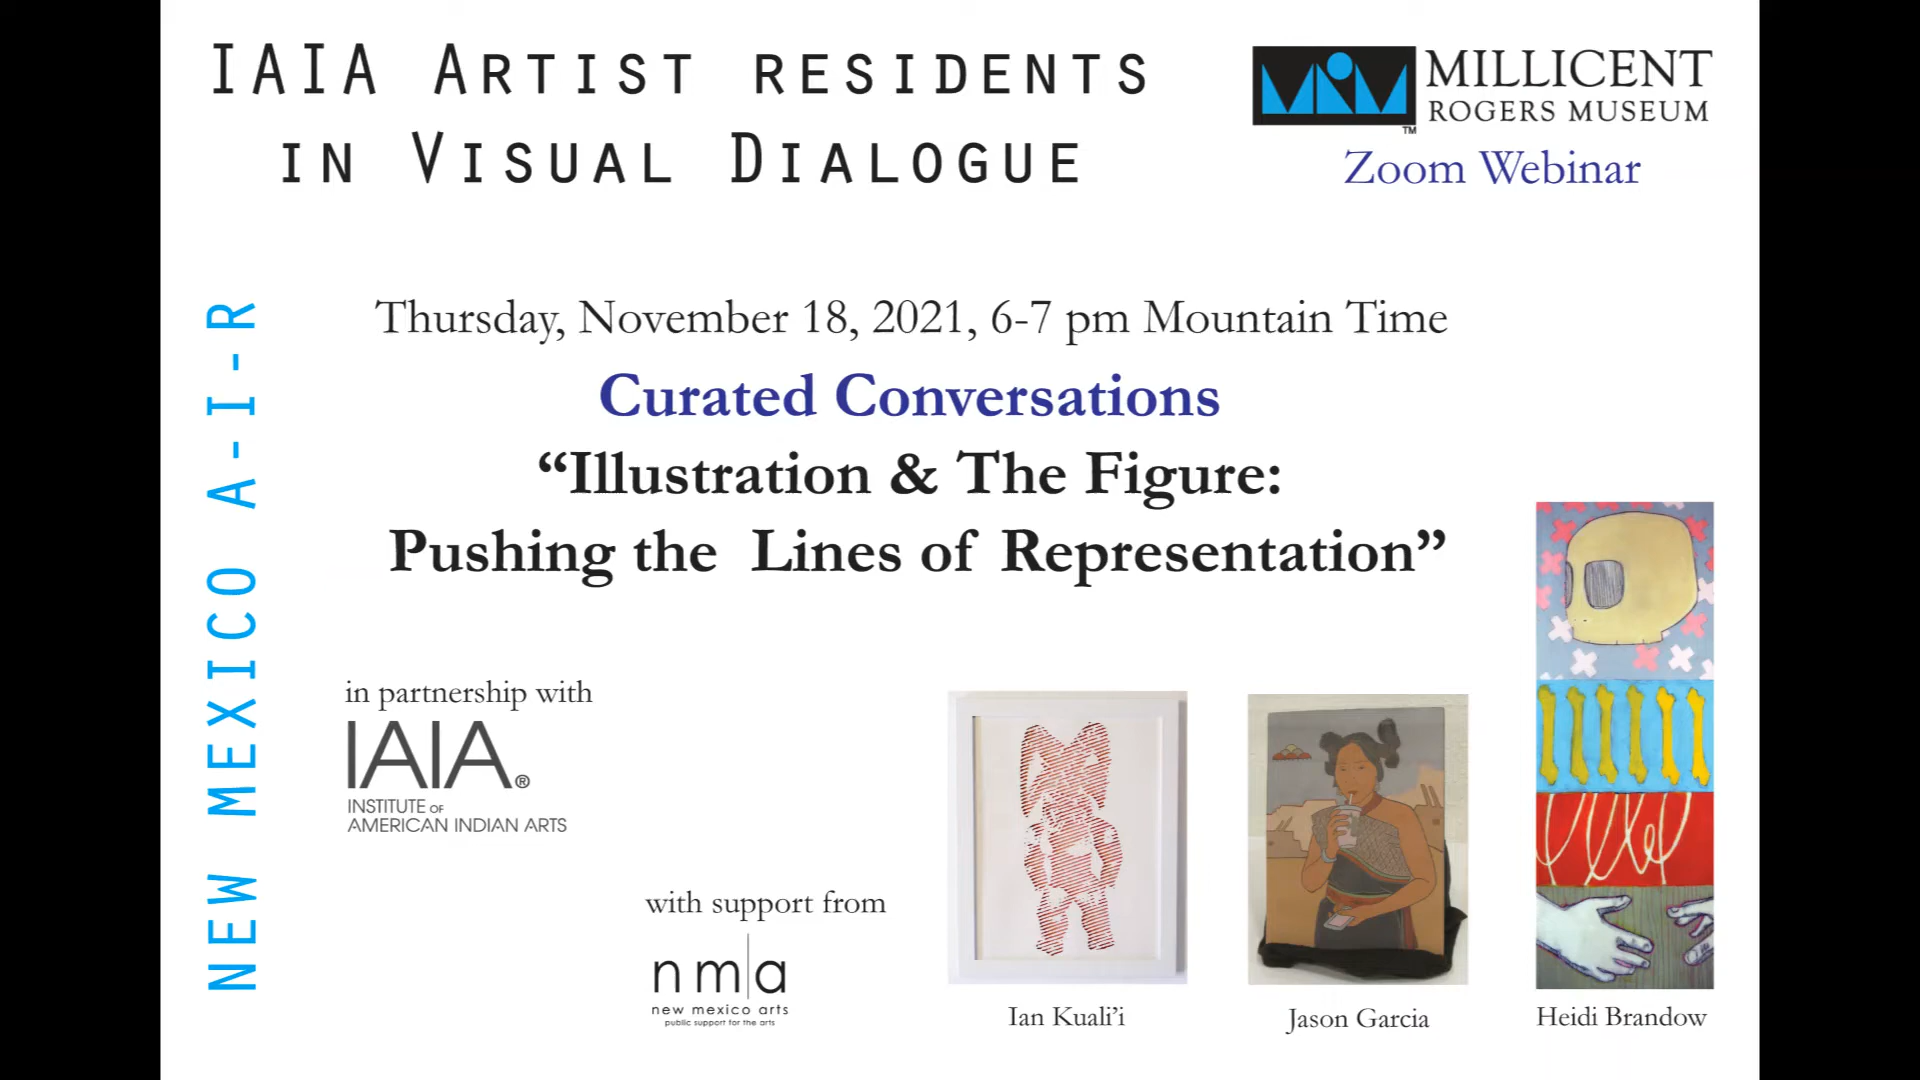 IAIA ARTIST RESIDENTS
IN VISUAL DIALOGUE
MILLICENT
ROGERS MUSEUM
TM
Zoom Webinar
NEW MEXICO A-I-R
Thursday, November 18, 2021, 6-7 pm Mountain Time
Curated Conversations
“Illustration & The Figure:
Pushing the Lines of Representation”
in partnership with
IAIA®
INSTITUTE OF
AMERICAN INDIAN ARTS
with support from
nm|a
new mexico arts
public support for the arts
Ian Kuali’i
Jason Garcia
Heidi Brandow